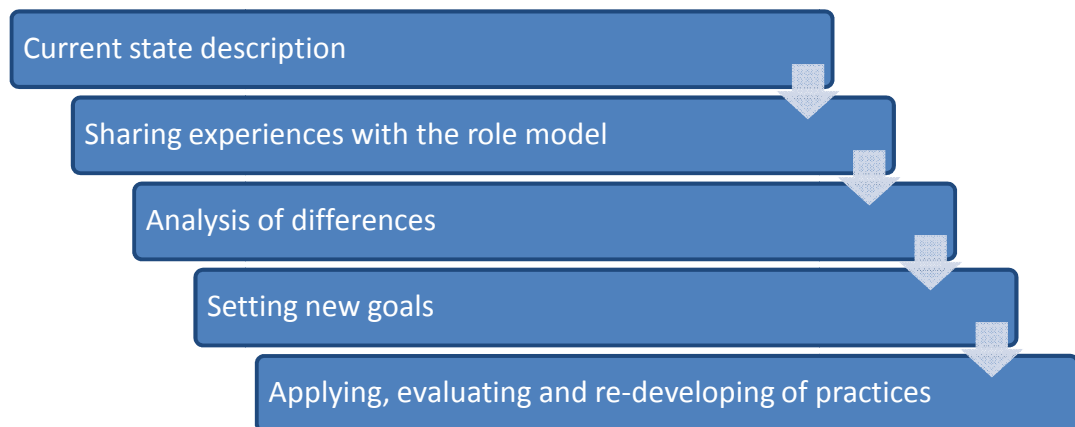 Current state description
Sharing experiences with the role model
Analysis of differences
Setting new goals
Applying, evaluating and re-developing of practices